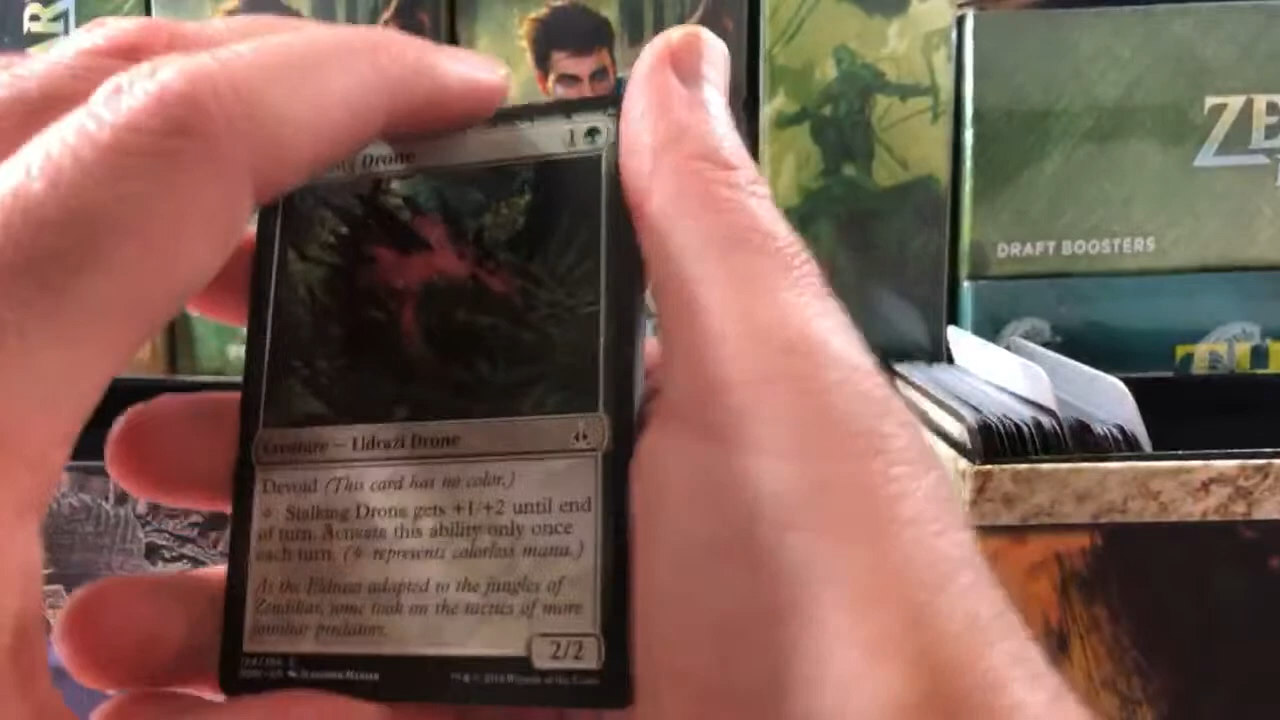 AR
1
Drone
ZE
DRAFT BOOSTERS
Creature — Eldrazi Drone
Devoid (This card has no color.)
Stalking Drone gets +1/+2 until end
of turn. Activate this ability only once
each turn. ( represents colorless mana.)
As the Eldrazi adapted to the jungles of
Zendikar, some took on the tactics of more
familiar predators.
2/2